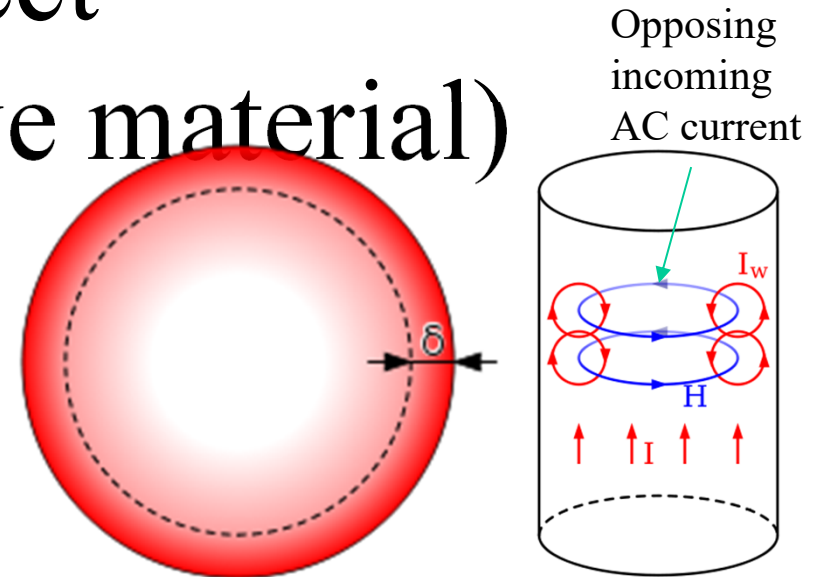 Opposing
incoming
AC current
material)
δ
I_w
H
I